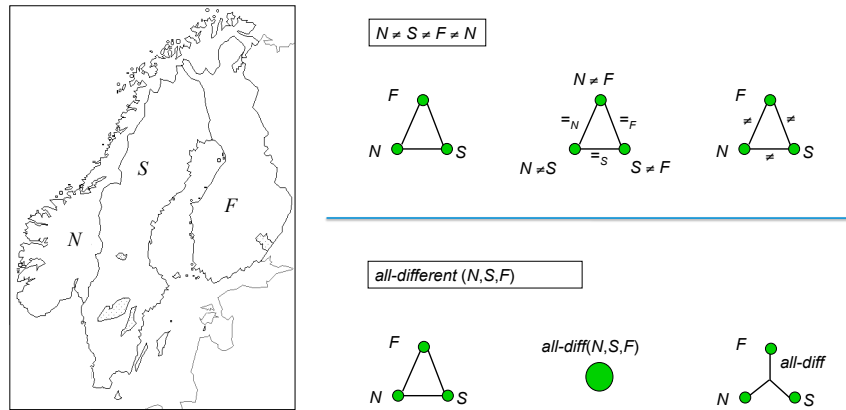 S
N
F
N ≠ S ≠ F ≠ N
F
N
S
N ≠ F
=N
=F
=S
N ≠S
S ≠ F
F
≠
≠
N
≠
S
all-different (N,S,F)
F
N
S
all-diff(N,S,F)
F
all-diff
N
S